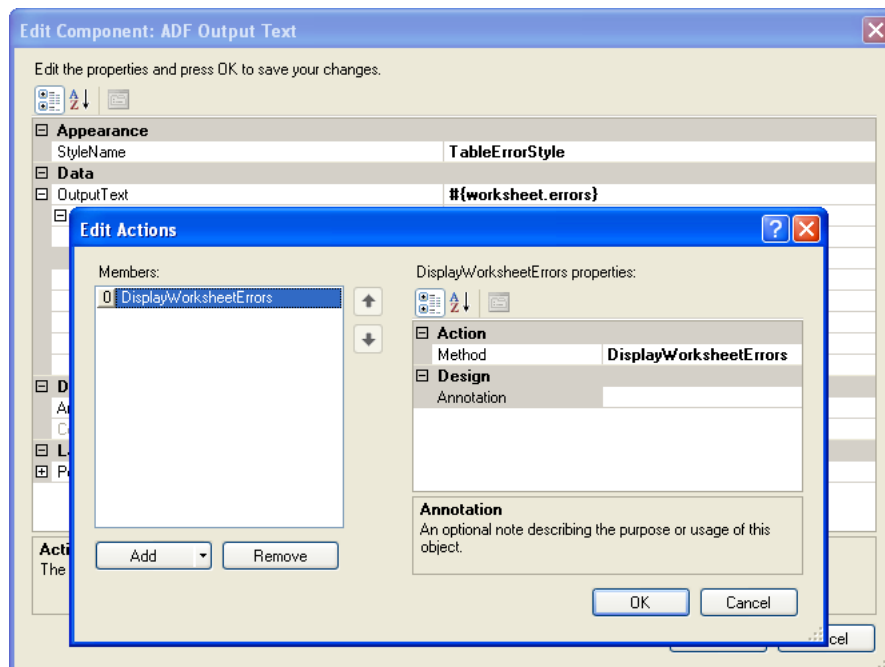 Edit Component: ADF Output Text
Edit the properties and press OK to save your changes.
Appearance
StyleName TableErrorStyle
Data
OutputText #{worksheet.errors}
Edit Actions
Members:
0 DisplayWorksheetErrors
DisplayWorksheetErrors properties:
Action
Method DisplayWorksheetErrors
Design
Annotation
Annotation
An optional note describing the purpose or usage of this
object.
Add Remove
OK Cancel
D
L
Acti
The
cel